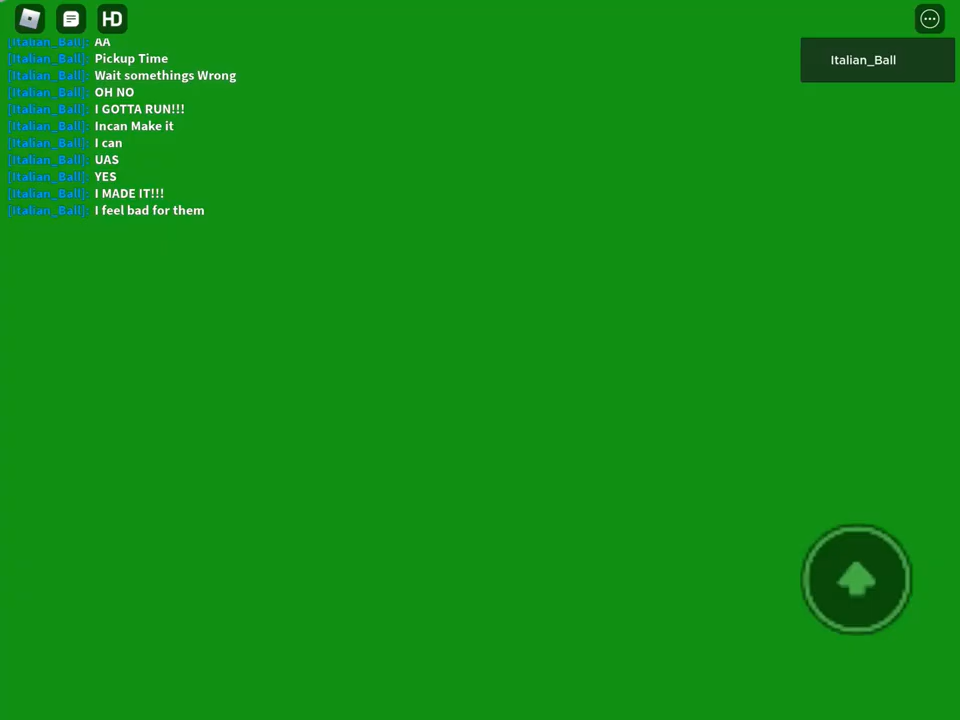 HD
[Italian_Ball]: AA
Italian_Ball
[Italian_Ball]: Pickup Time
[Italian_Ball]: Wait somethings Wrong
[Italian_Ball]: OH NO
[Italian_Ball]: I GOTTA RUN!!!
[Italian_Ball]: Incan Make it
[Italian_Ball]: I can
[Italian_Ball]: UAS
[Italian_Ball]: YES
[Italian_Ball]: I MADE IT!!!
[Italian_Ball]: I feel bad for them